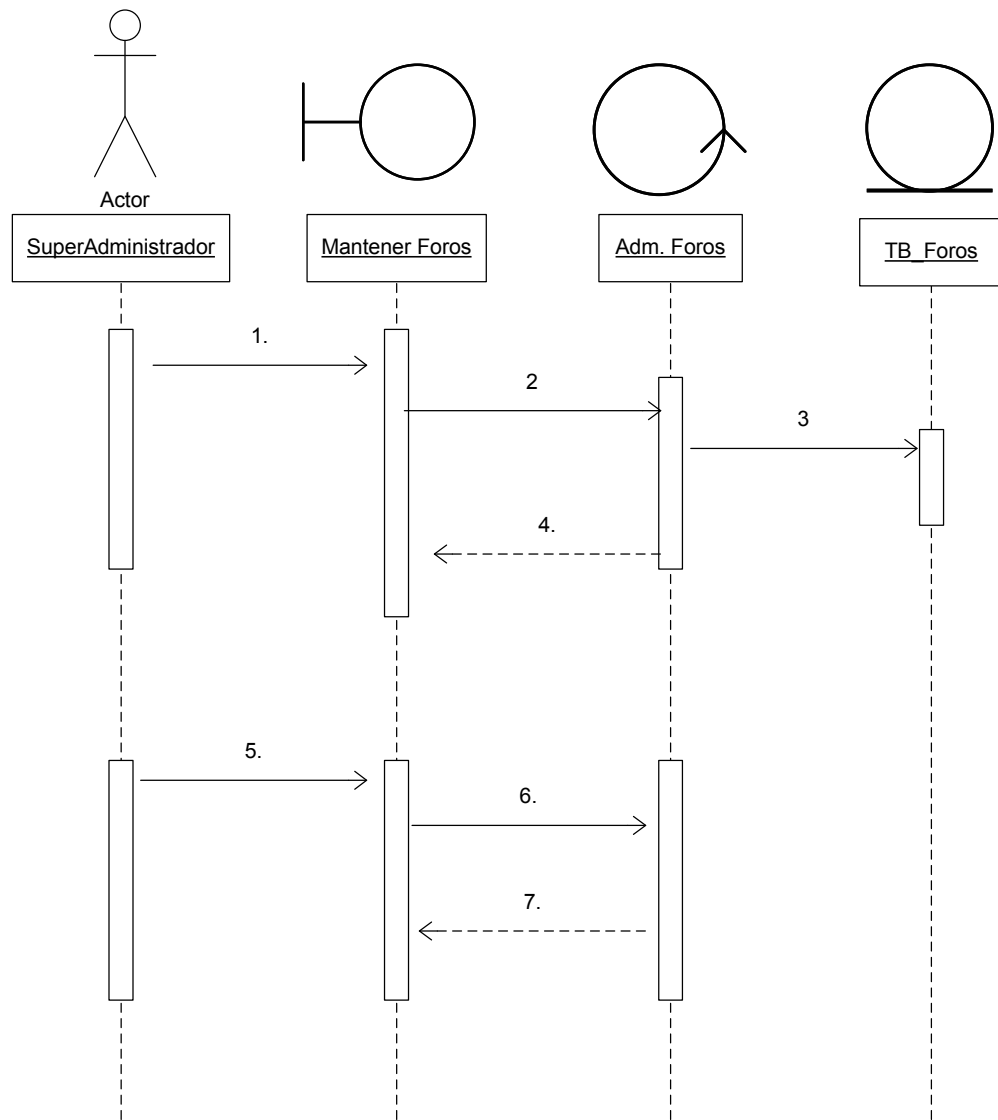 Actor
SuperAdministrador
Mantener Foros
Adm. Foros
TB_Foros
1.
2
3
4.
5.
6.
7.